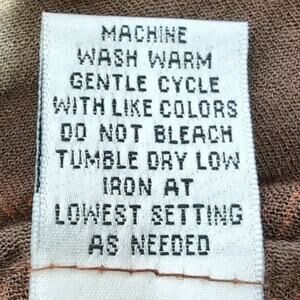 MACHINE
WASH WARM
GENTLE CYCLE
WITH LIKE COLORS
DO NOT BLEACH
TUMBLE DRY LOW
IRON AT
LOWEST SETTING
AS NEEDED